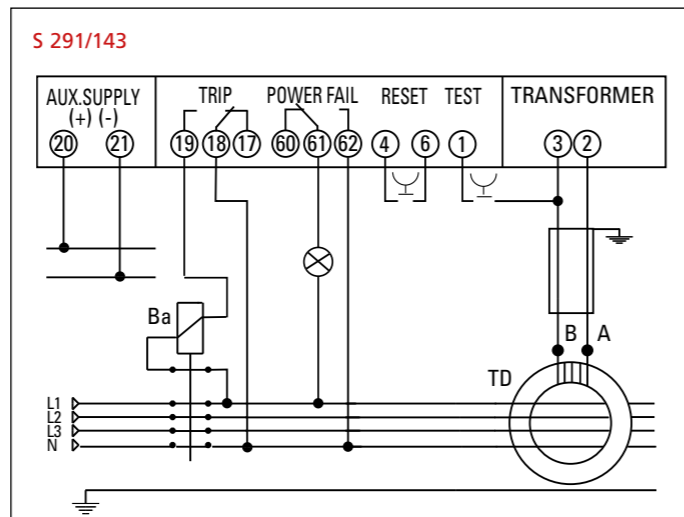 S 291/143
AUX.SUPPLY TRIP POWER FAIL RESET TEST TRANSFORMER
(+) (-)
20 21 19 18 17 60 61 62 4 6 1 3 2
Ba
B A
TD
L1
L2
L3
N